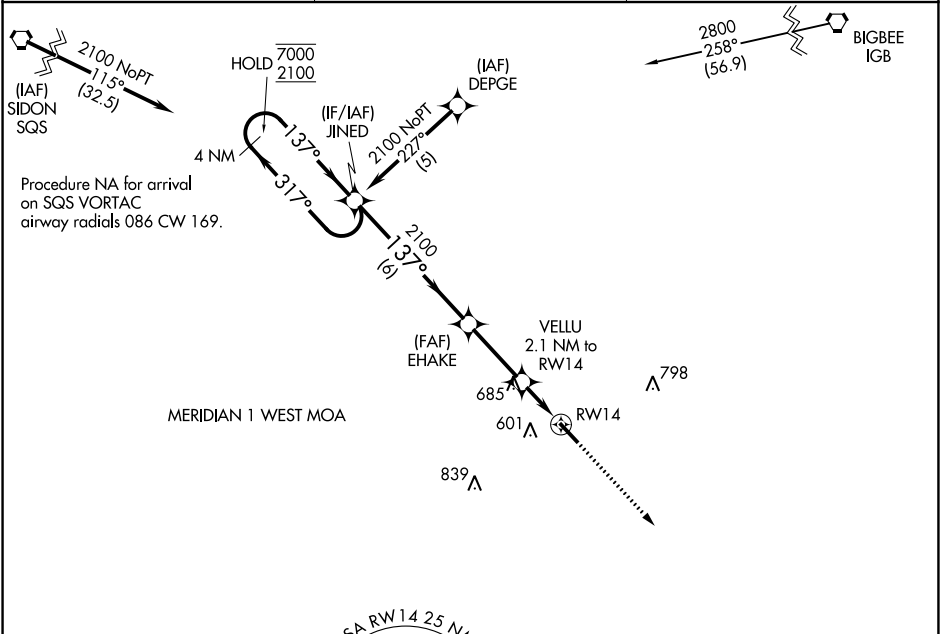 2100 NoPT
115°
(32.5)
(IAF)
SIDON
SQS
HOLD 7000
2100
(IF/IAF)
JINED
(IAF)
DEPGE
2800
258°
(56.9)
BIGBEE
IGB
4 NM
137°
317°
2100 NoPT
227°
(5)
Procedure NA for arrival
on SQS VORTAC
airway radials 086 CW 169.
2100
137°
(6)
(FAF)
EHAKE
VELLU
2.1 NM to
RW14
685
798
MERIDIAN 1 WEST MOA
601
RW14
839
SA RW14 25 N